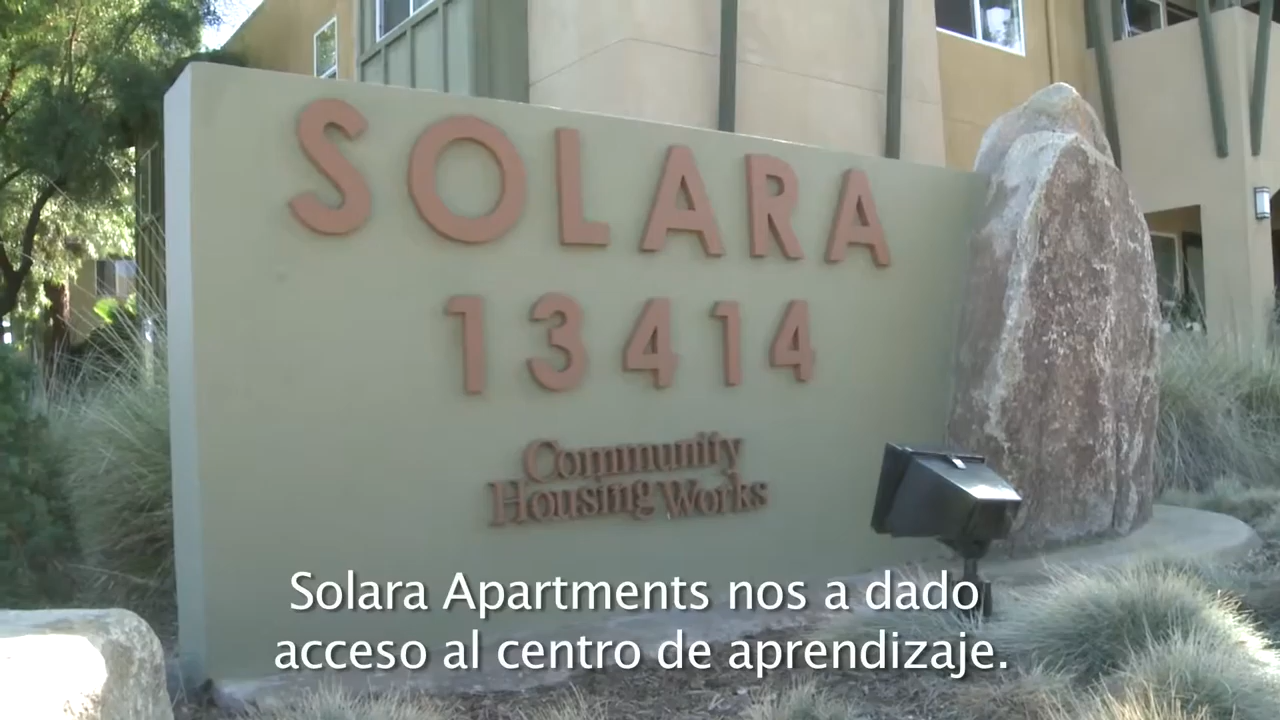 SOLARA
13414
Community
Housing Works
Solara Apartments nos a dado
acceso al centro de aprendizaje.